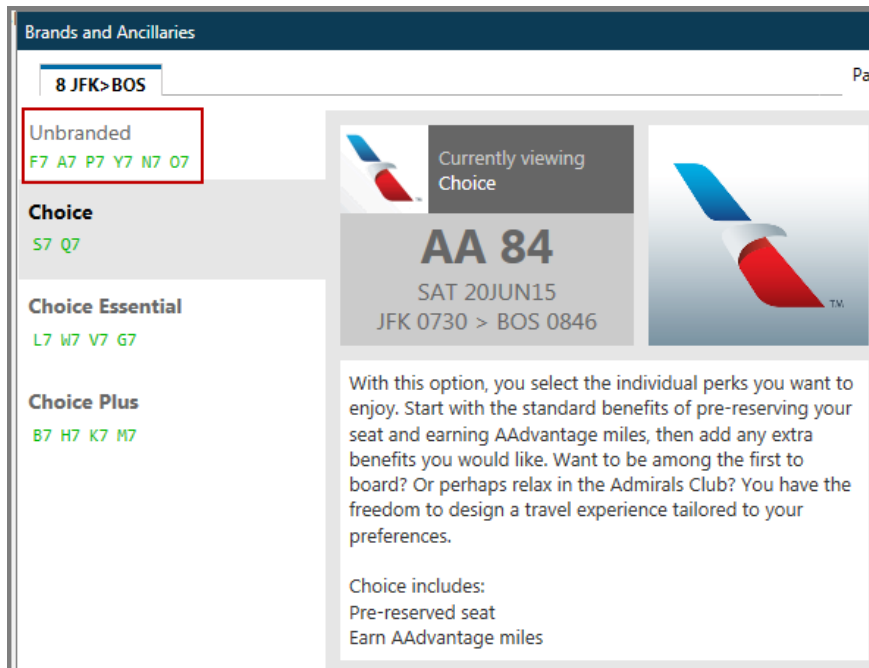 Brands and Ancillaries
8 JFK>BOS
Unbranded
F7 A7 P7 Y7 N7 O7
Choice
S7 Q7
Choice Essential
L7 W7 V7 G7
Choice Plus
B7 H7 K7 M7
Currently viewing
Choice
AA 84
SAT 20JUN15
JFK 0730 > BOS 0846
TM
With this option, you select the individual perks you want to
enjoy. Start with the standard benefits of pre-reserving your
seat and earning AAdvantage miles, then add any extra
benefits you would like. Want to be among the first to
board? Or perhaps relax in the Admirals Club? You have the
freedom to design a travel experience tailored to your
preferences.
Choice includes:
Pre-reserved seat
Earn AAdvantage miles